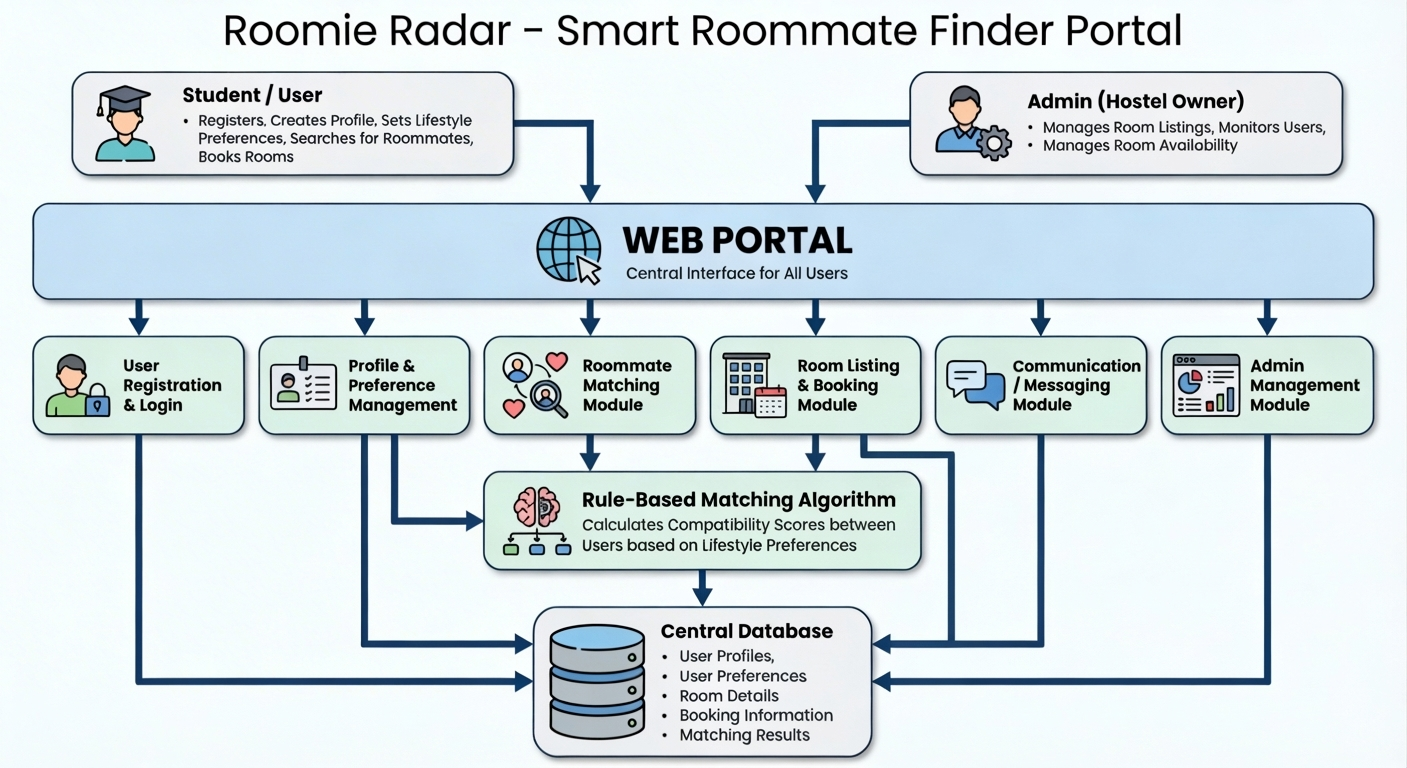 Roomie Radar – Smart Roommate Finder Portal
Student / User
• Registers, Creates Profile, Sets Lifestyle
Preferences, Searches for Roommates,
Books Rooms
Admin (Hostel Owner)
• Manages Room Listings, Monitors Users,
• Manages Room Availability
WEB PORTAL
Central Interface for All Users
User
Registration
& Login
Profile &
Preference
Management
Roommate
Matching
Module
Room Listing
& Booking
Module
Communication
/ Messaging
Module
Admin
Management
Module
Rule-Based Matching Algorithm
Calculates Compatibility Scores between
Users based on Lifestyle Preferences
Central Database
• User Profiles,
• User Preferences
• Room Details
• Booking Information
• Matching Results